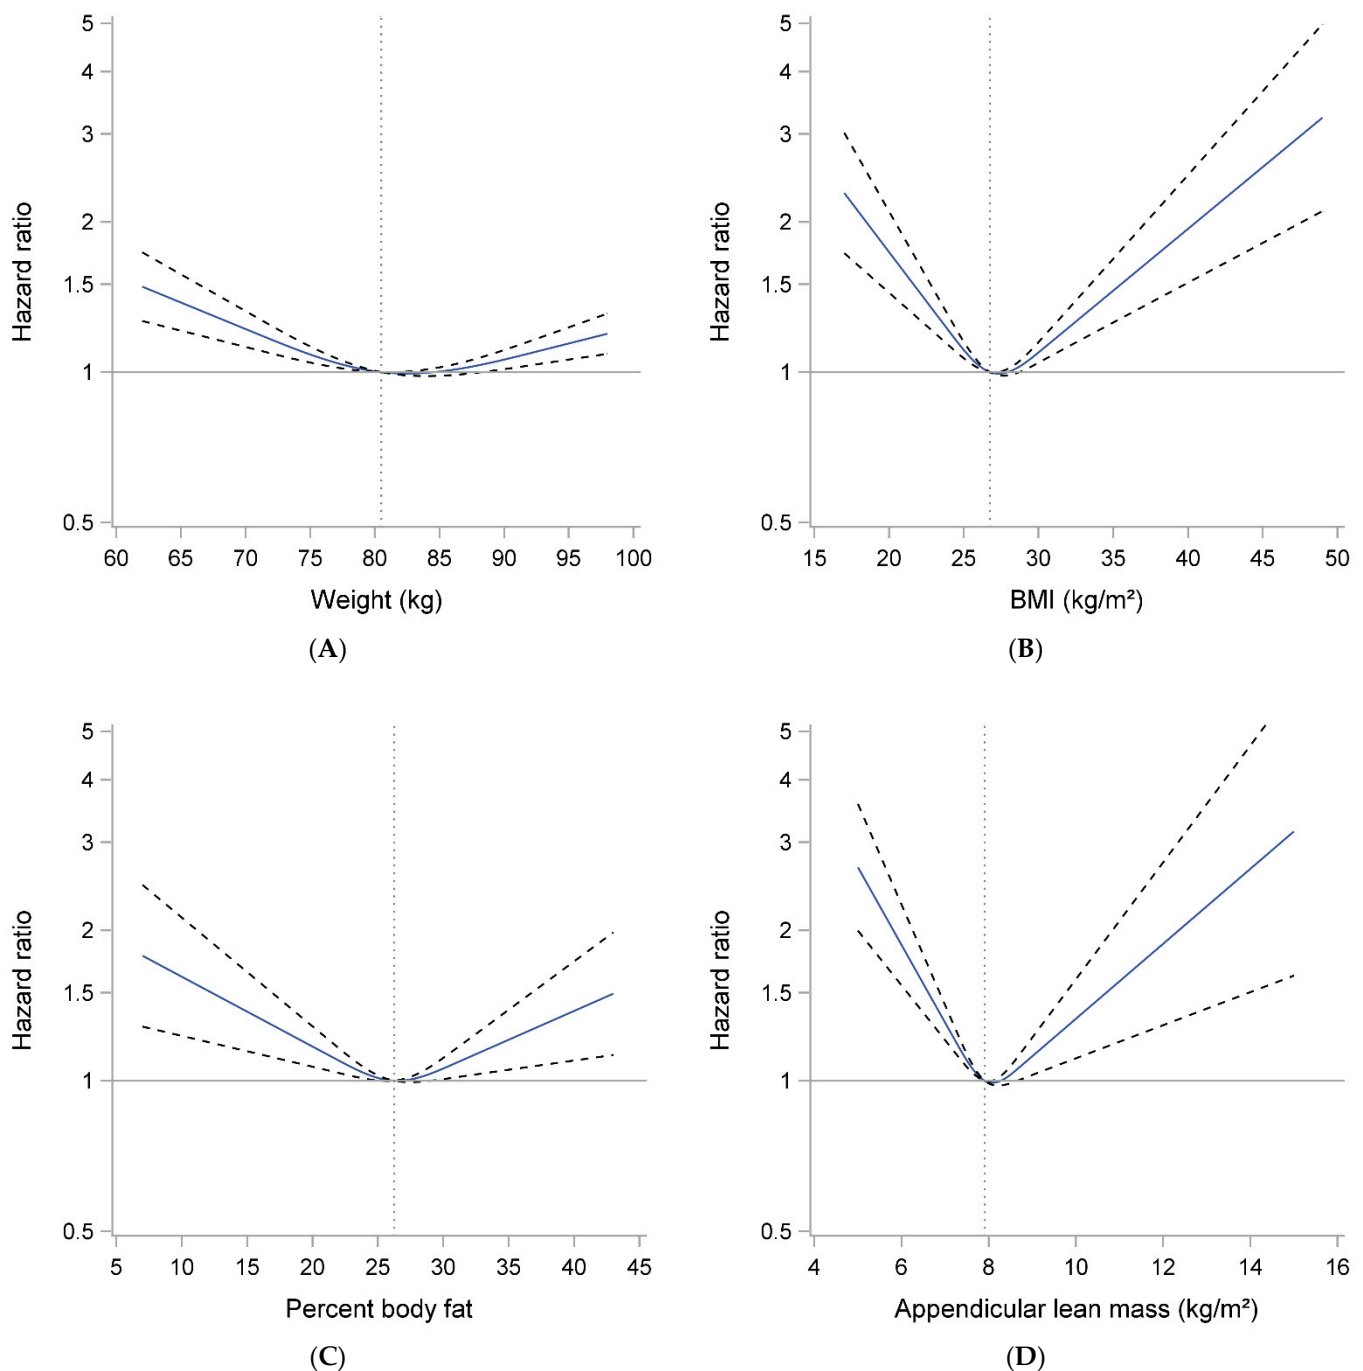 5
4
3
2
1.5
1
0.5
Hazard ratio
60 65 70 75 80 85 90 95 100
Weight (kg)
(A)
5
4
3
2
1.5
1
0.5
Hazard ratio
15 20 25 30 35 40 45 50
BMI (kg/m²)
(B)
5
4
3
2
1.5
1
0.5
Hazard ratio
5 10 15 20 25 30 35 40 45
Percent body fat
(C)
5
4
3
2
1.5
1
0.5
Hazard ratio
4 6 8 10 12 14 16
Appendicular lean mass (kg/m²)
(D)